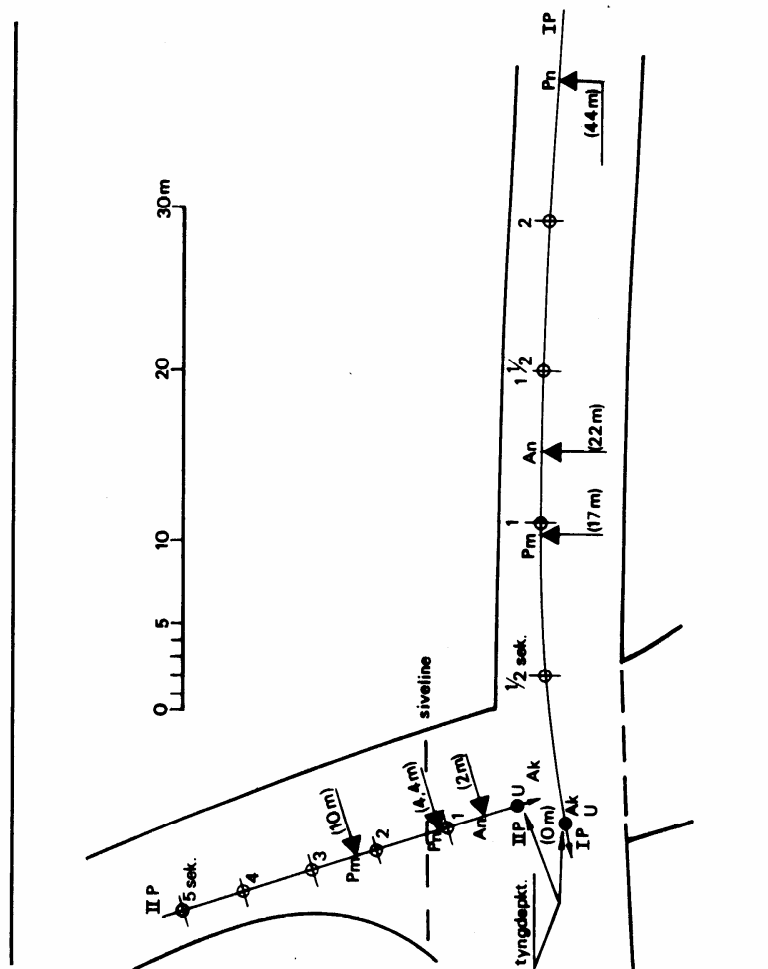 0
5
10
20
30m
II P
5 sek.
4
3
Pm
(10m)
2
siveline
Pn
(4,4m)
1
An
(2m)
II P
U
Ak
(0m)
IP
Ak
U
tyngdepkt.
½ sek.
Pm
1
(17m)
An
(22m)
1½
2
Pn
(44m)
IP